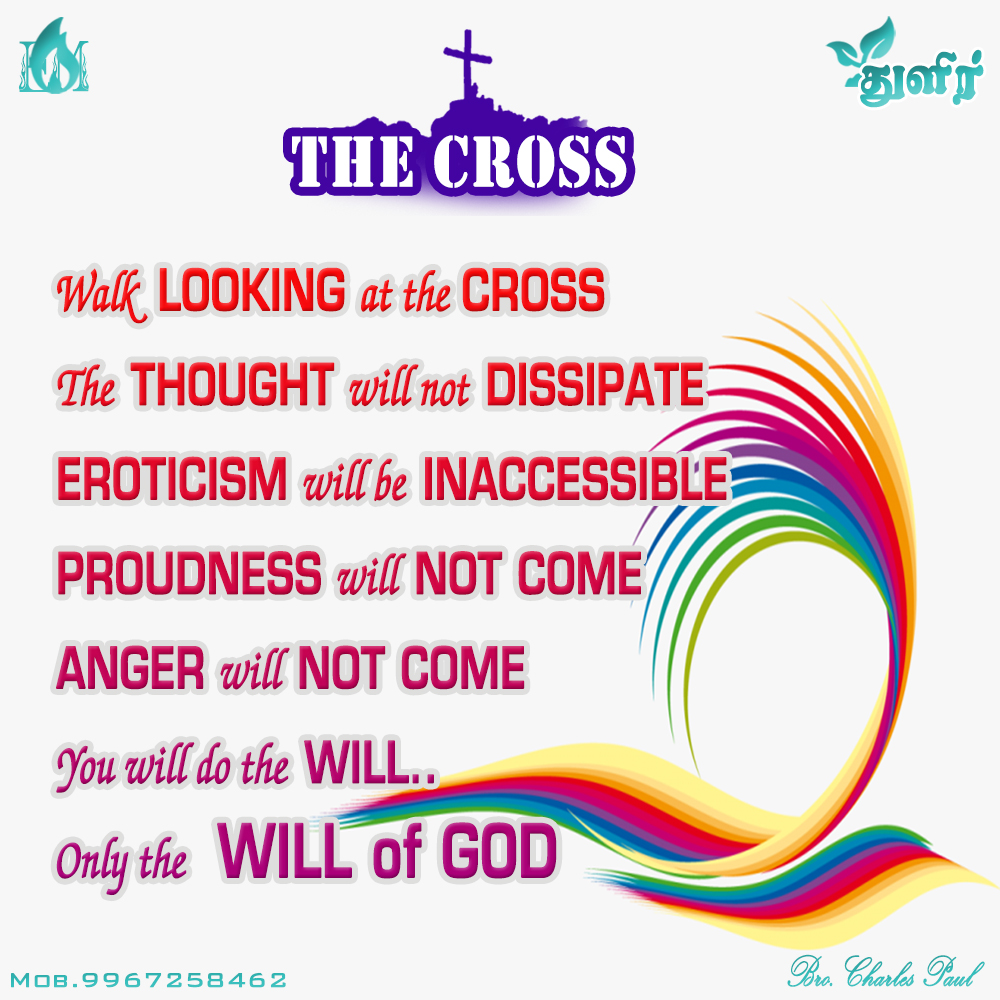 துளிர்
THE CROSS
Walk LOOKING at the CROSS
The THOUGHT will not DISSIPATE
EROTICISM will be INACCESSIBLE
PROUDNESS will NOT COME
ANGER will NOT COME
You will do the WILL..
Only the WILL of GOD
MOB.9967258462
Bro. Charles Paul